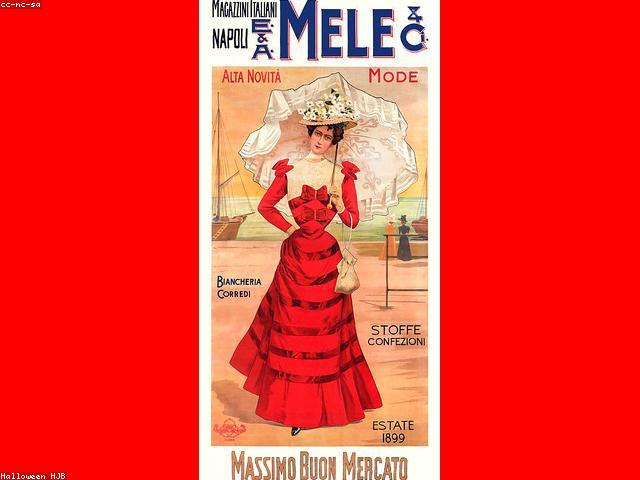 cc-nc-sa
MAGAZZINI ITALIANI
NAPOLI
E. & A. MELE & Ci.
ALTA NOVITÀ
MODE
BIANCHERIA
CORREDI
STOFFE
CONFEZIONI
ESTATE
1899
MASSIMO BUON MERCATO
Halloween HJB